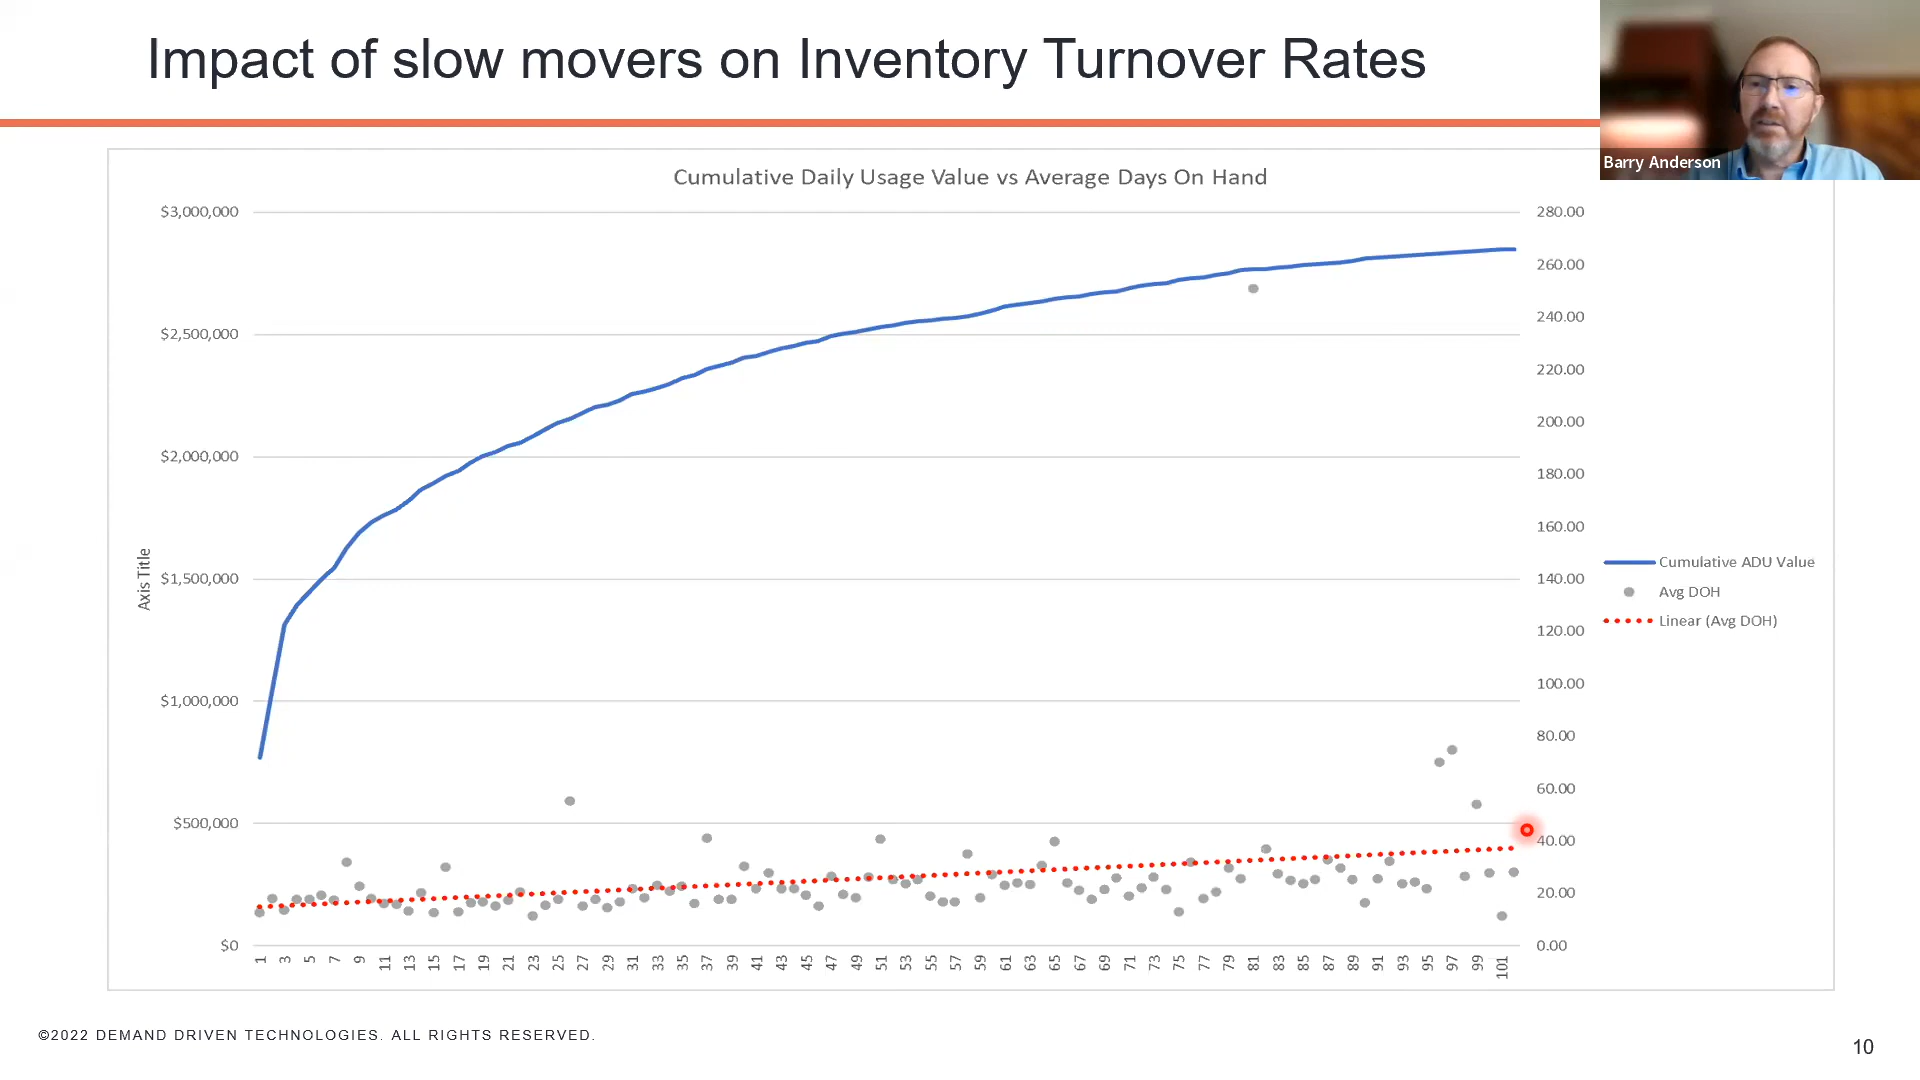 Impact of slow movers on Inventory Turnover Rates
Barry Anderson
Cumulative Daily Usage Value vs Average Days On Hand
$3,000,000
$2,500,000
$2,000,000
$1,500,000
$1,000,000
$500,000
$0
Axis Title
280.00
260.00
240.00
220.00
200.00
180.00
160.00
140.00
120.00
100.00
80.00
60.00
40.00
20.00
0.00
1 3 5 7 9 11 13 15 17 19 21 23 25 27 29 31 33 35 37 39 41 43 45 47 49 51 53 55 57 59 61 63 65 67 69 71 73 75 77 79 81 83 85 87 89 91 93 95 97 99 101
Cumulative ADU Value
Avg DOH
Linear (Avg DOH)
©2022 DEMAND DRIVEN TECHNOLOGIES. ALL RIGHTS RESERVED.
10